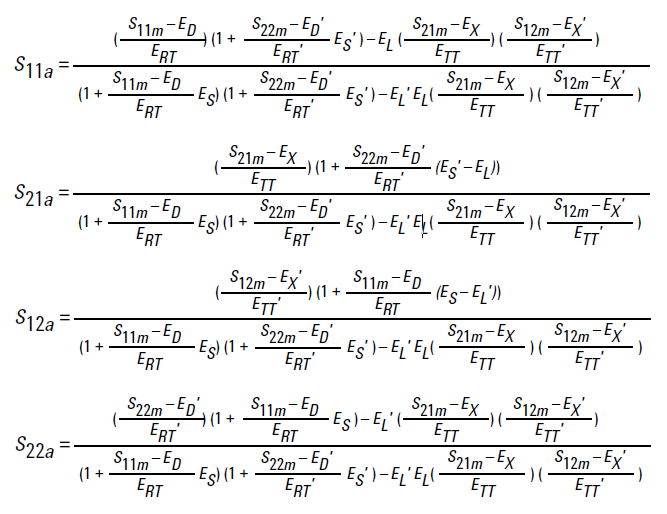 S11a = ((S11m – ED)/ERT) (1 + (S22m – ED')/ERT' ES') – EL ((S21m – EX)/ETT) ((S12m – EX')/ETT')
(1 + (S11m – ED)/ERT ES) (1 + (S22m – ED')/ERT' ES') – EL' EL ((S21m – EX)/ETT) ((S12m – EX')/ETT')
S21a = ((S21m – EX)/ETT) (1 + (S22m – ED')/ERT' (ES' – EL))
(1 + (S11m – ED)/ERT ES) (1 + (S22m – ED')/ERT' ES') – EL' EL ((S21m – EX)/ETT) ((S12m – EX')/ETT')
S12a = ((S12m – EX')/ETT') (1 + (S11m – ED)/ERT (ES – EL'))
(1 + (S11m – ED)/ERT ES) (1 + (S22m – ED')/ERT' ES') – EL' EL ((S21m – EX)/ETT) ((S12m – EX')/ETT')
S22a = ((S22m – ED')/ERT') (1 + (S11m – ED)/ERT ES) – EL' ((S21m – EX)/ETT) ((S12m – EX')/ETT')
(1 + (S11m – ED)/ERT ES) (1 + (S22m – ED')/ERT' ES') – EL' EL ((S21m – EX)/ETT) ((S12m – EX')/ETT')